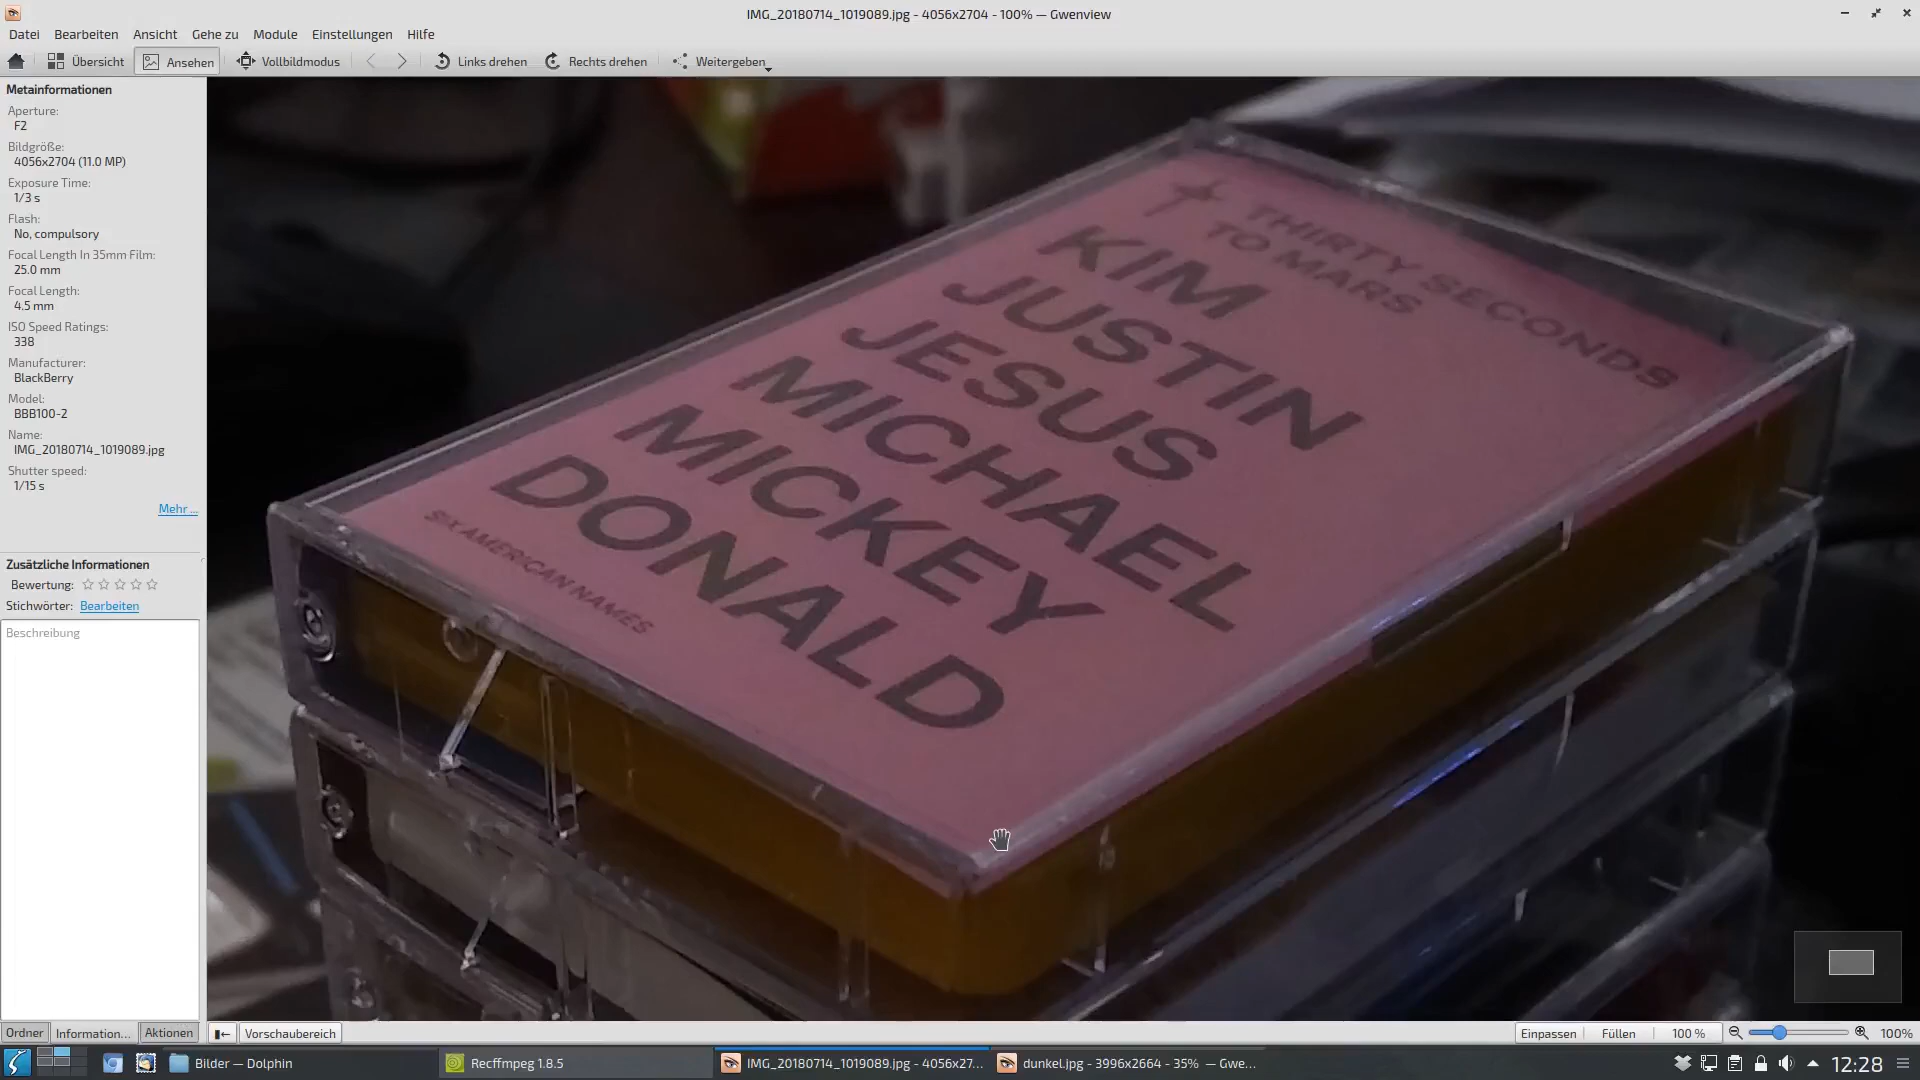 IMG_20180714_1019089.jpg - 4056x2704 - 100% — Gwenview
Datei Bearbeiten Ansicht Gehe zu Module Einstellungen Hilfe
Übersicht Ansehen Vollbildmodus Links drehen Rechts drehen Weitergeben
Metainformationen
Aperture:
F2
Bildgröße:
4056x2704 (11.0 MP)
Exposure Time:
1/3 s
Flash:
No, compulsory
Focal Length In 35mm Film:
25.0 mm
Focal Length:
4.5 mm
ISO Speed Ratings:
338
Manufacturer:
BlackBerry
Model:
BBB100-2
Name:
IMG_20180714_1019089.jpg
Shutter speed:
1/15 s
Mehr ...
Zusätzliche Informationen
Bewertung:
Stichwörter: Bearbeiten
Beschreibung
THIRTY SECONDS
TO MARS
KIM
JUSTIN
JESUS
MICHAEL
MICKEY
DONALD
SIX AMERICAN NAMES
Ordner Information... Aktionen Vorschaubereich Einpassen Füllen 100 % 100%
Bilder — Dolphin Recffmpeg 1.8.5 IMG_20180714_1019089.jpg - 4056x27... dunkel.jpg - 3996x2664 - 35% — Gwe... 12:28